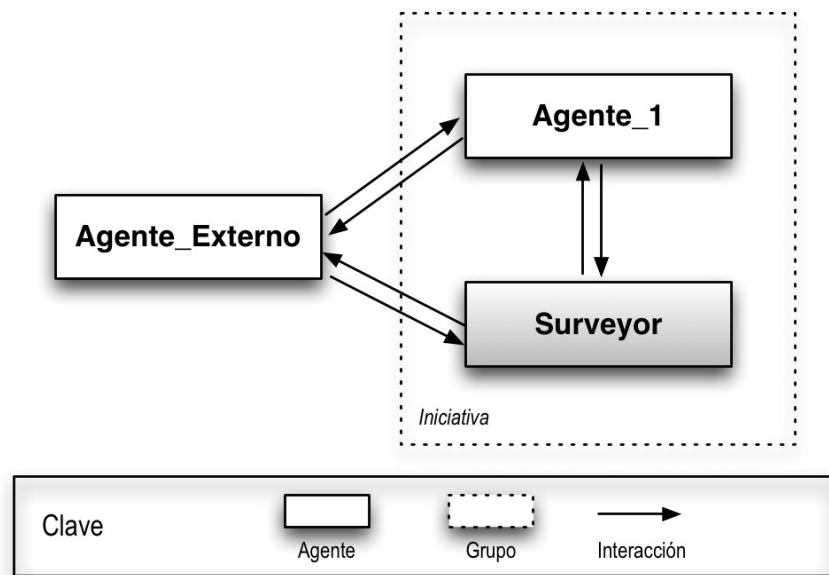 Agente_1
Agente_Externo
Surveyor
Iniciativa
Clave
Agente
Grupo
Interacción